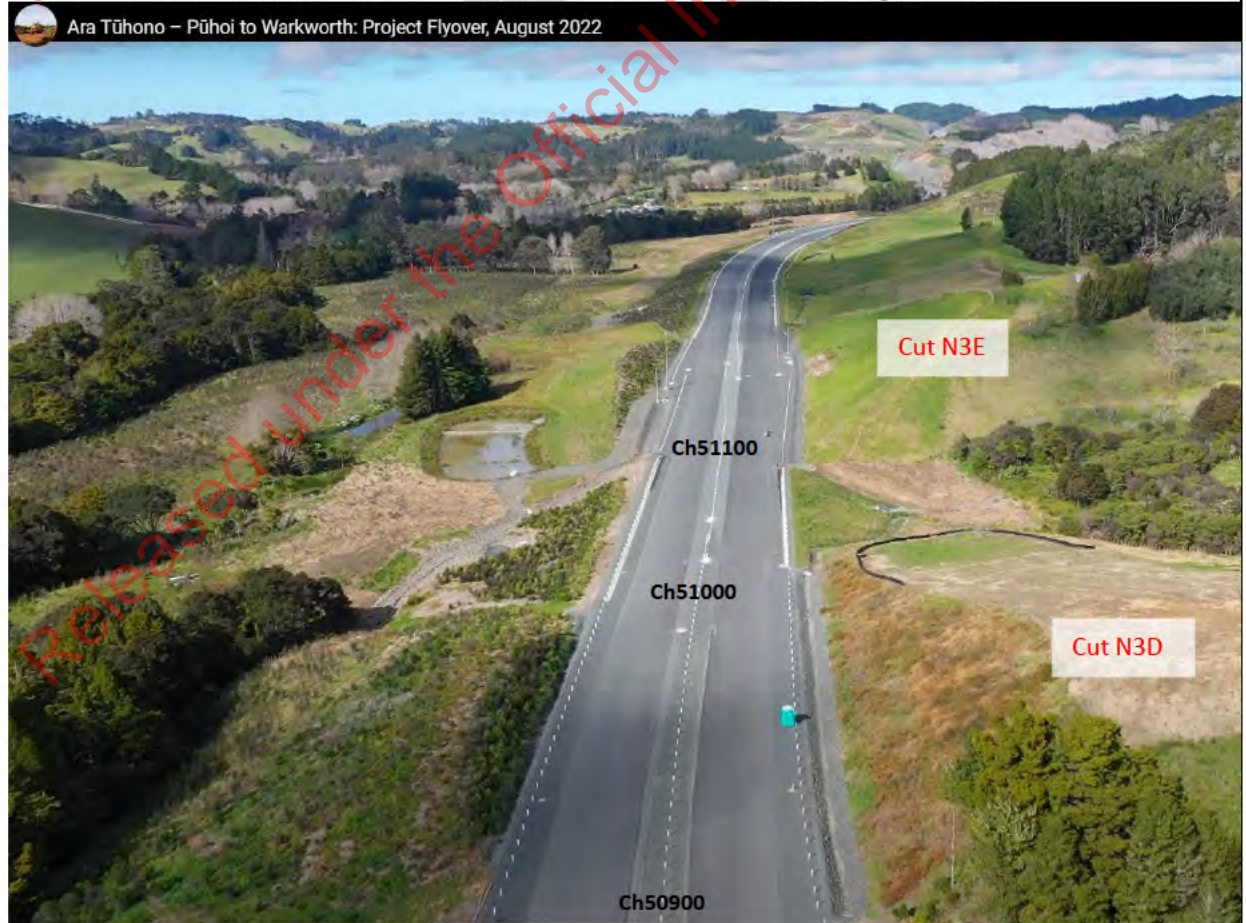 Ara Tūhono – Pūhoi to Warkworth: Project Flyover, August 2022
Released under the Official
Cut N3E
Ch51100
Ch51000
Cut N3D
Ch50900